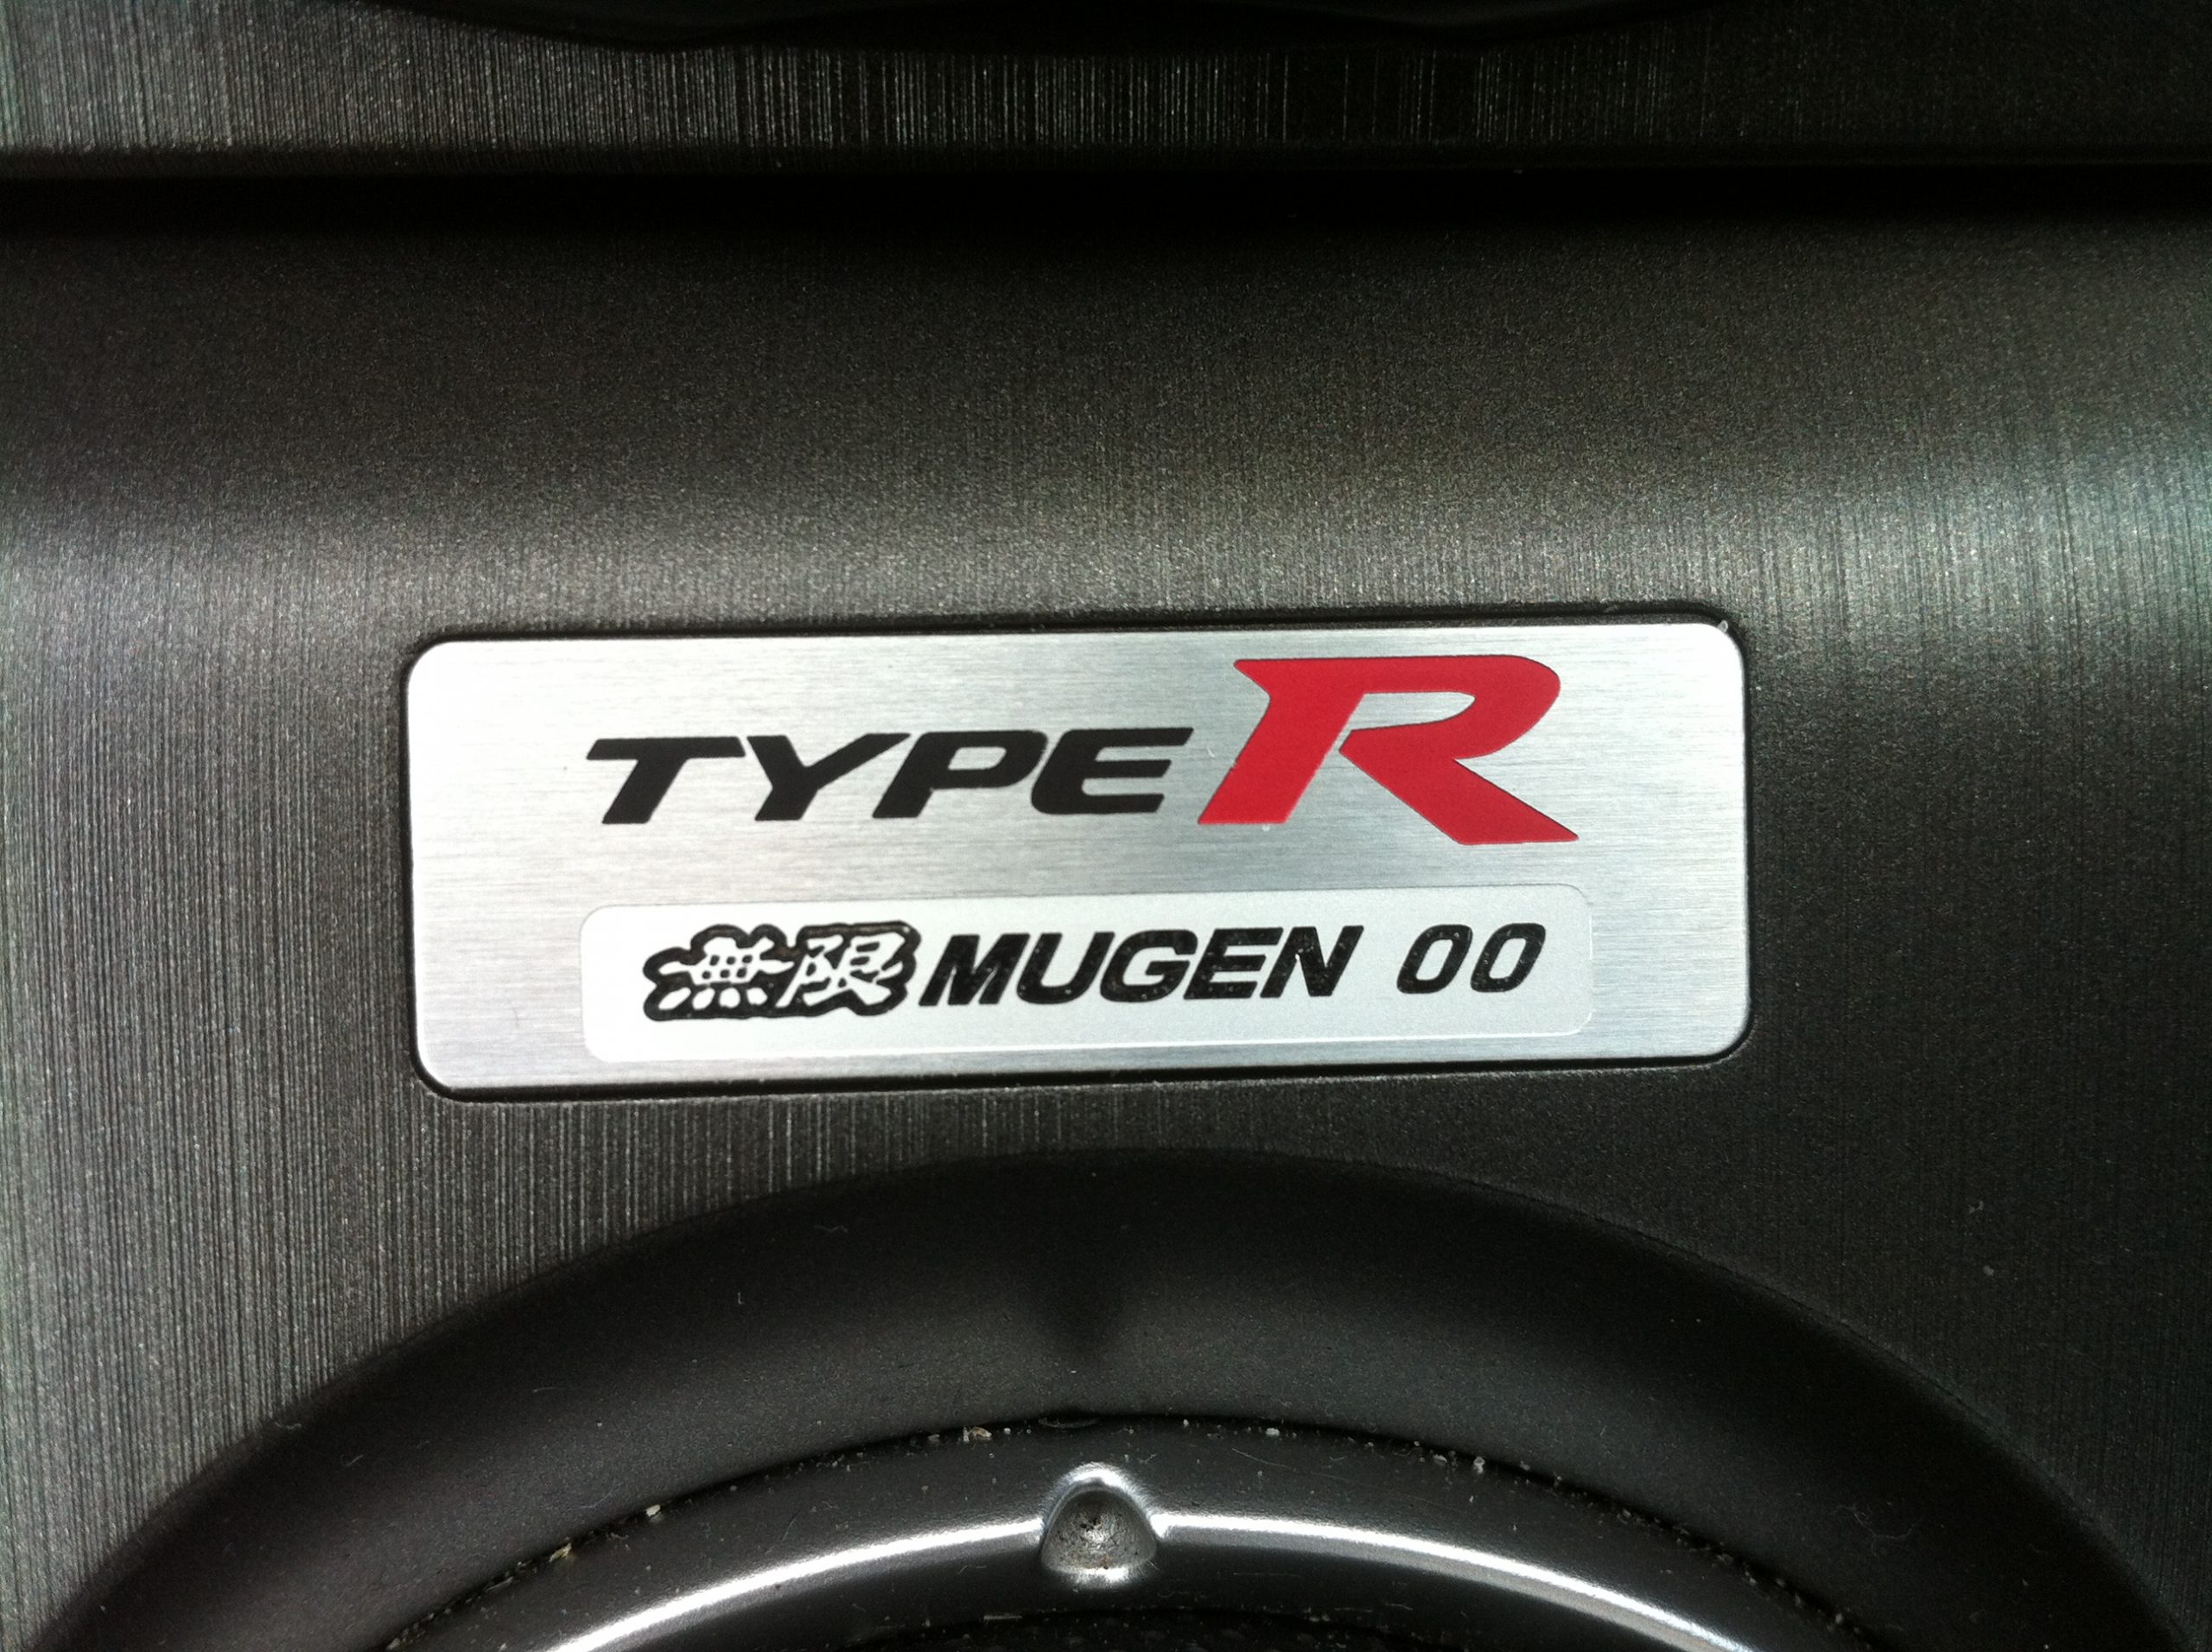 TYPE R
無限 MUGEN 00